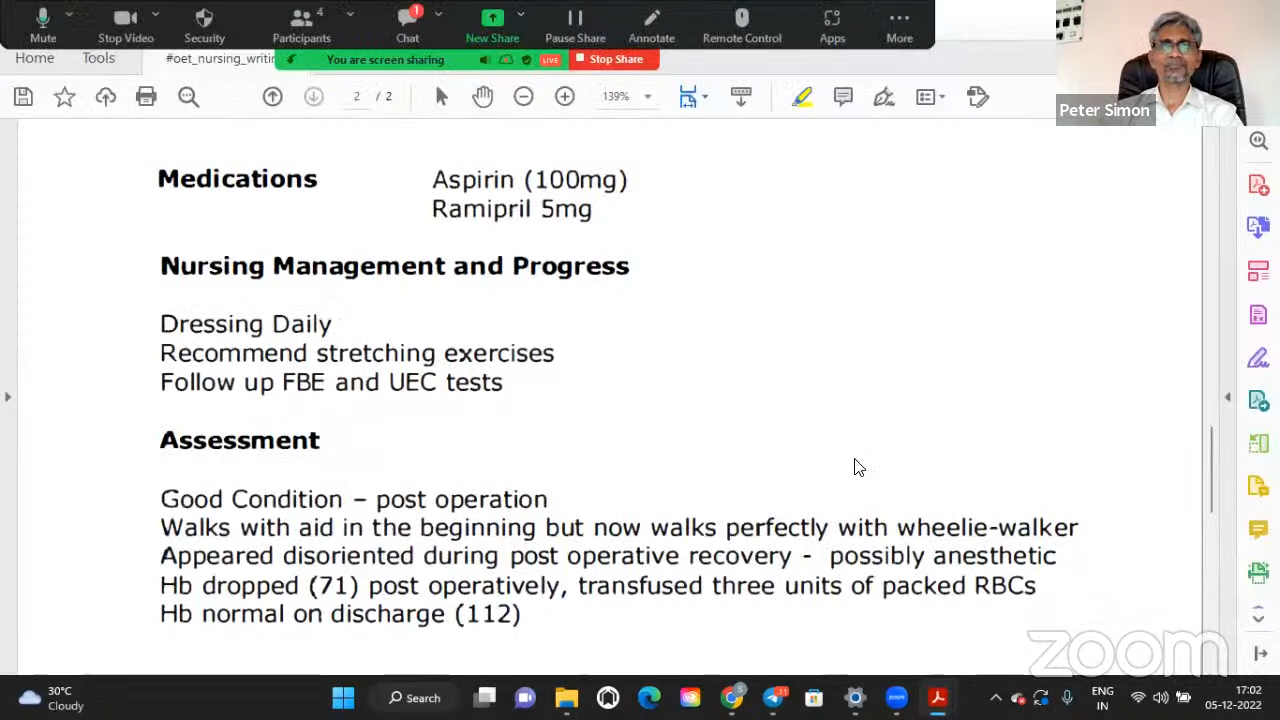 4
1
Mute
Stop Video
Security
Participants
Chat
New Share
Pause Share
Annotate
Remote Control
Apps
More
Home
Tools
#oet_nursing_writin
You are screen sharing
LIVE
Stop Share
2 / 2
139%
Peter Simon
Medications
Aspirin (100mg)
Ramipril 5mg
Nursing Management and Progress
Dressing Daily
Recommend stretching exercises
Follow up FBE and UEC tests
Assessment
Good Condition – post operation
Walks with aid in the beginning but now walks perfectly with wheelie-walker
Appeared disoriented during post operative recovery - possibly anesthetic
Hb dropped (71) post operatively, transfused three units of packed RBCs
Hb normal on discharge (112)
zoom
30°C
Cloudy
Search
ENG
IN
17:02
05-12-2022